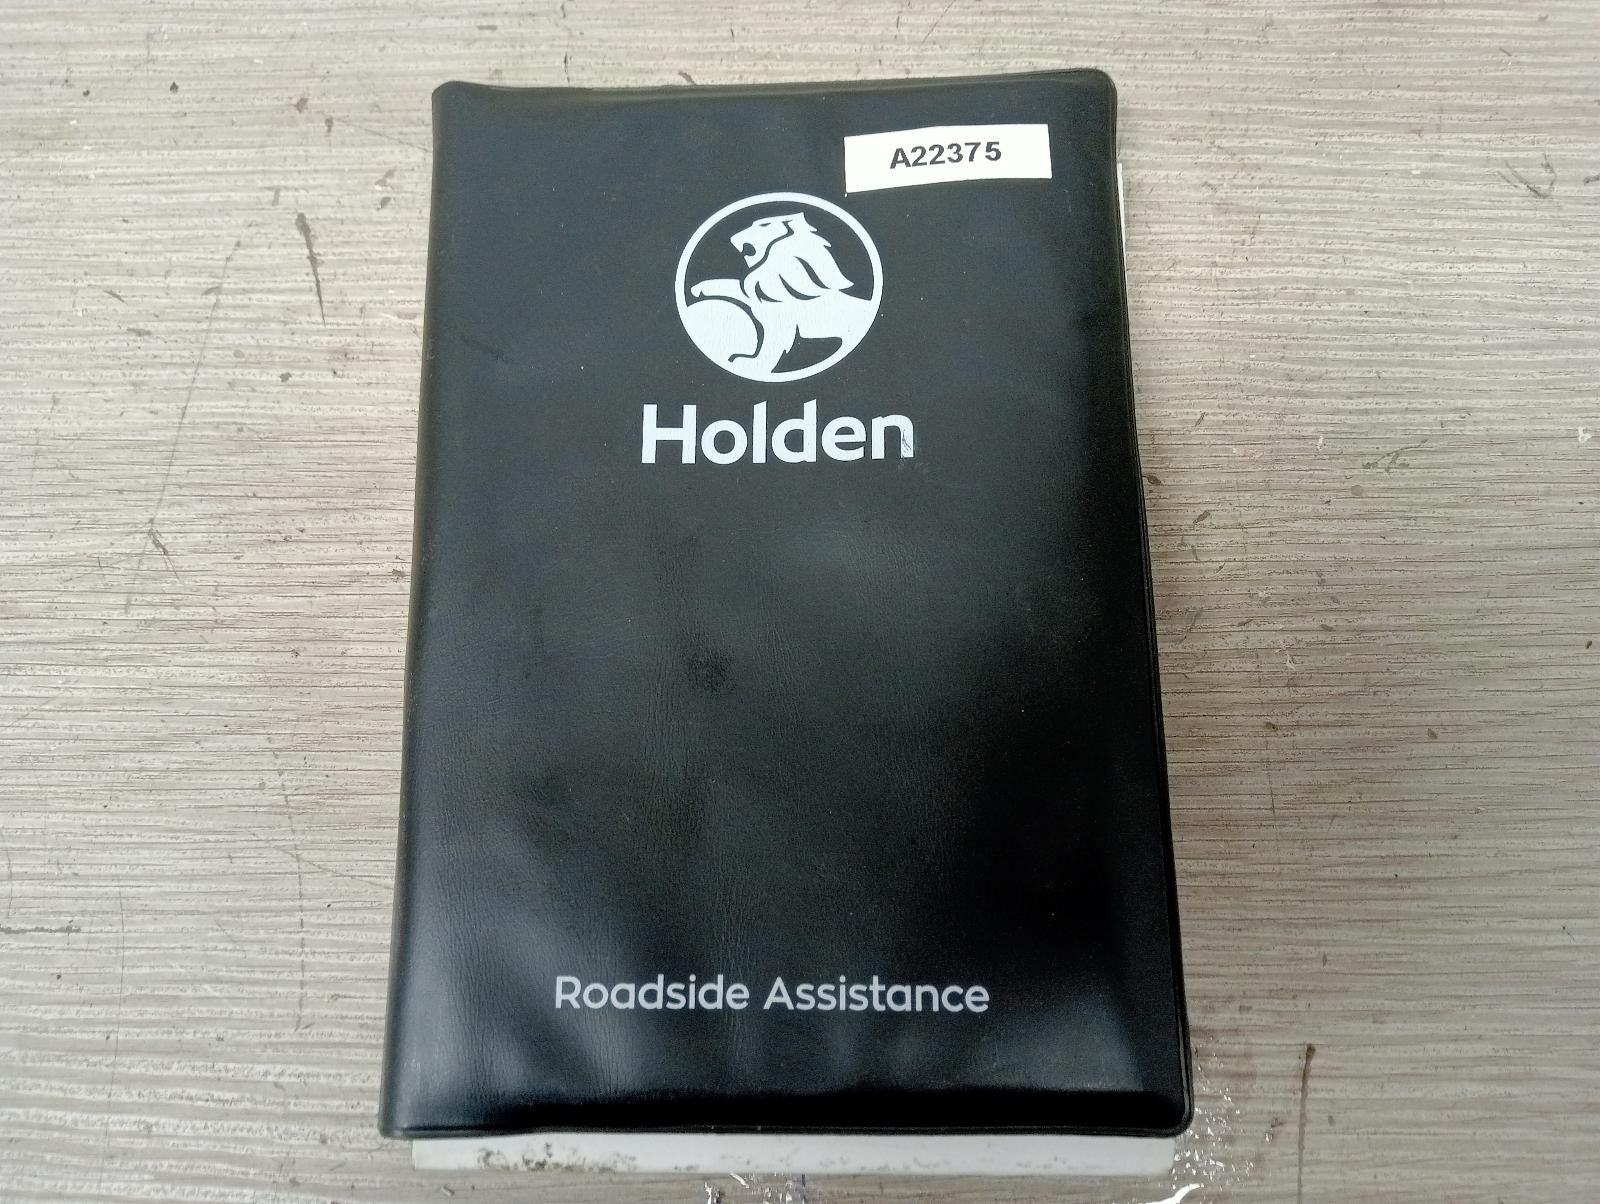 A22375
Holden
Roadside Assistance